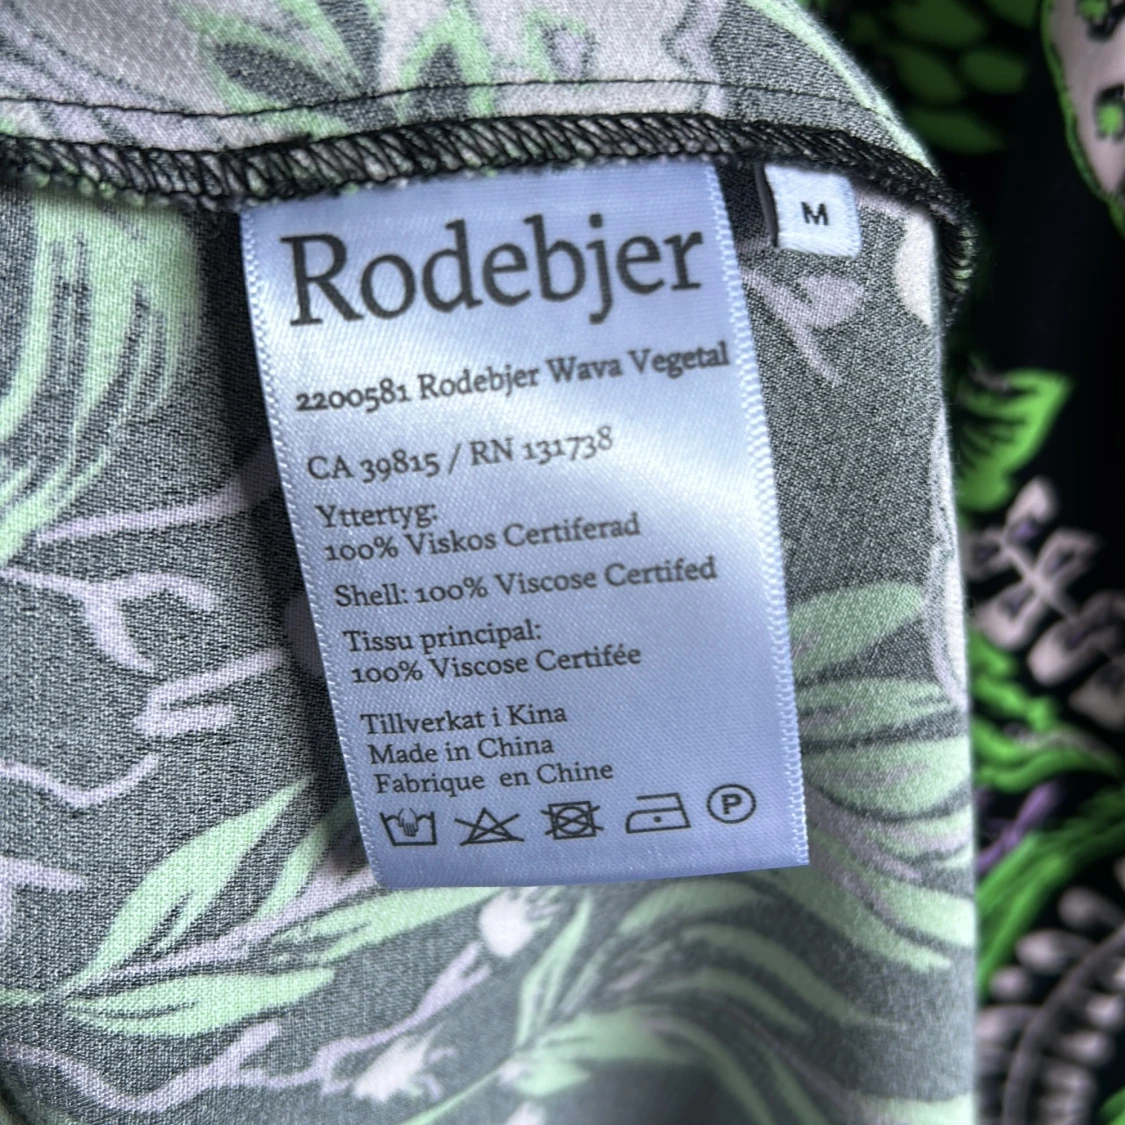 Rodebjer
M
2200581 Rodebjer Wava Vegetal
CA 39815 / RN 131738
Yttertyg:
100% Viskos Certiferad
Shell: 100% Viscose Certifed
Tissu principal:
100% Viscose Certifée
Tillverkat i Kina
Made in China
Fabrique en Chine
P